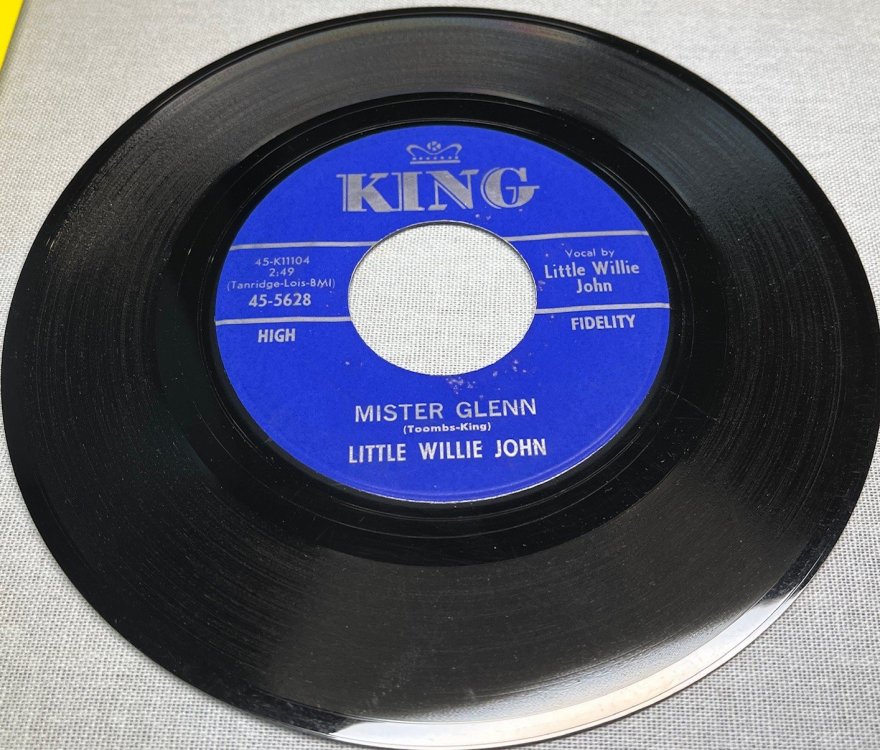 K
RECORDS
KING
45-K11104
2:49
(Tanridge-Lois-BMI)
45-5628
Vocal by
Little Willie
John
HIGH
FIDELITY
MISTER GLENN
(Toombs-King)
LITTLE WILLIE JOHN